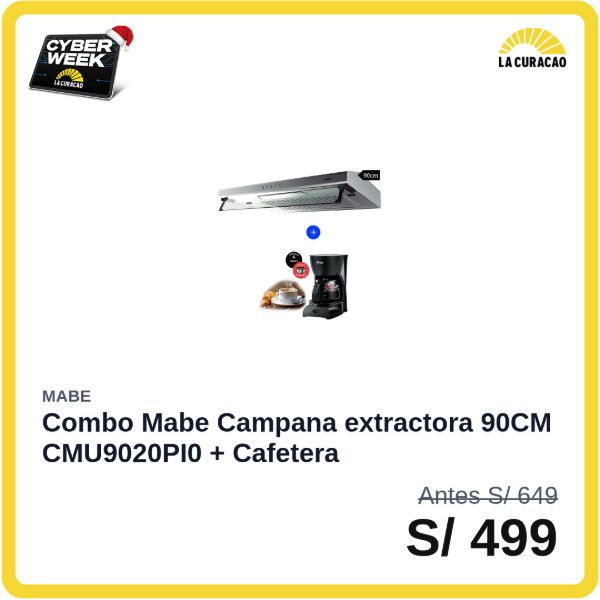 CYBER
WEEK
LA CURACAO
LA CURACAO
90cm
+
MABE
Combo Mabe Campana extractora 90CM
CMU9020PI0 + Cafetera
Antes S/ 649
S/ 499